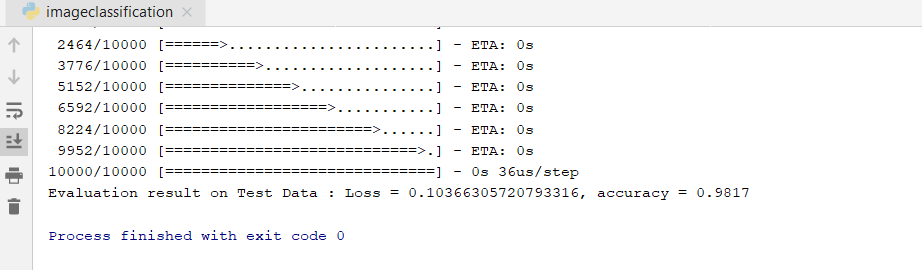 imageclassification
2464/10000 [======>.......................] - ETA: 0s
3776/10000 [==========>...................] - ETA: 0s
5152/10000 [==============>...............] - ETA: 0s
6592/10000 [==================>...........] - ETA: 0s
8224/10000 [=======================>......] - ETA: 0s
9952/10000 [============================>.] - ETA: 0s
10000/10000 [==============================] - 0s 36us/step
Evaluation result on Test Data : Loss = 0.10366305720793316, accuracy = 0.9817
Process finished with exit code 0